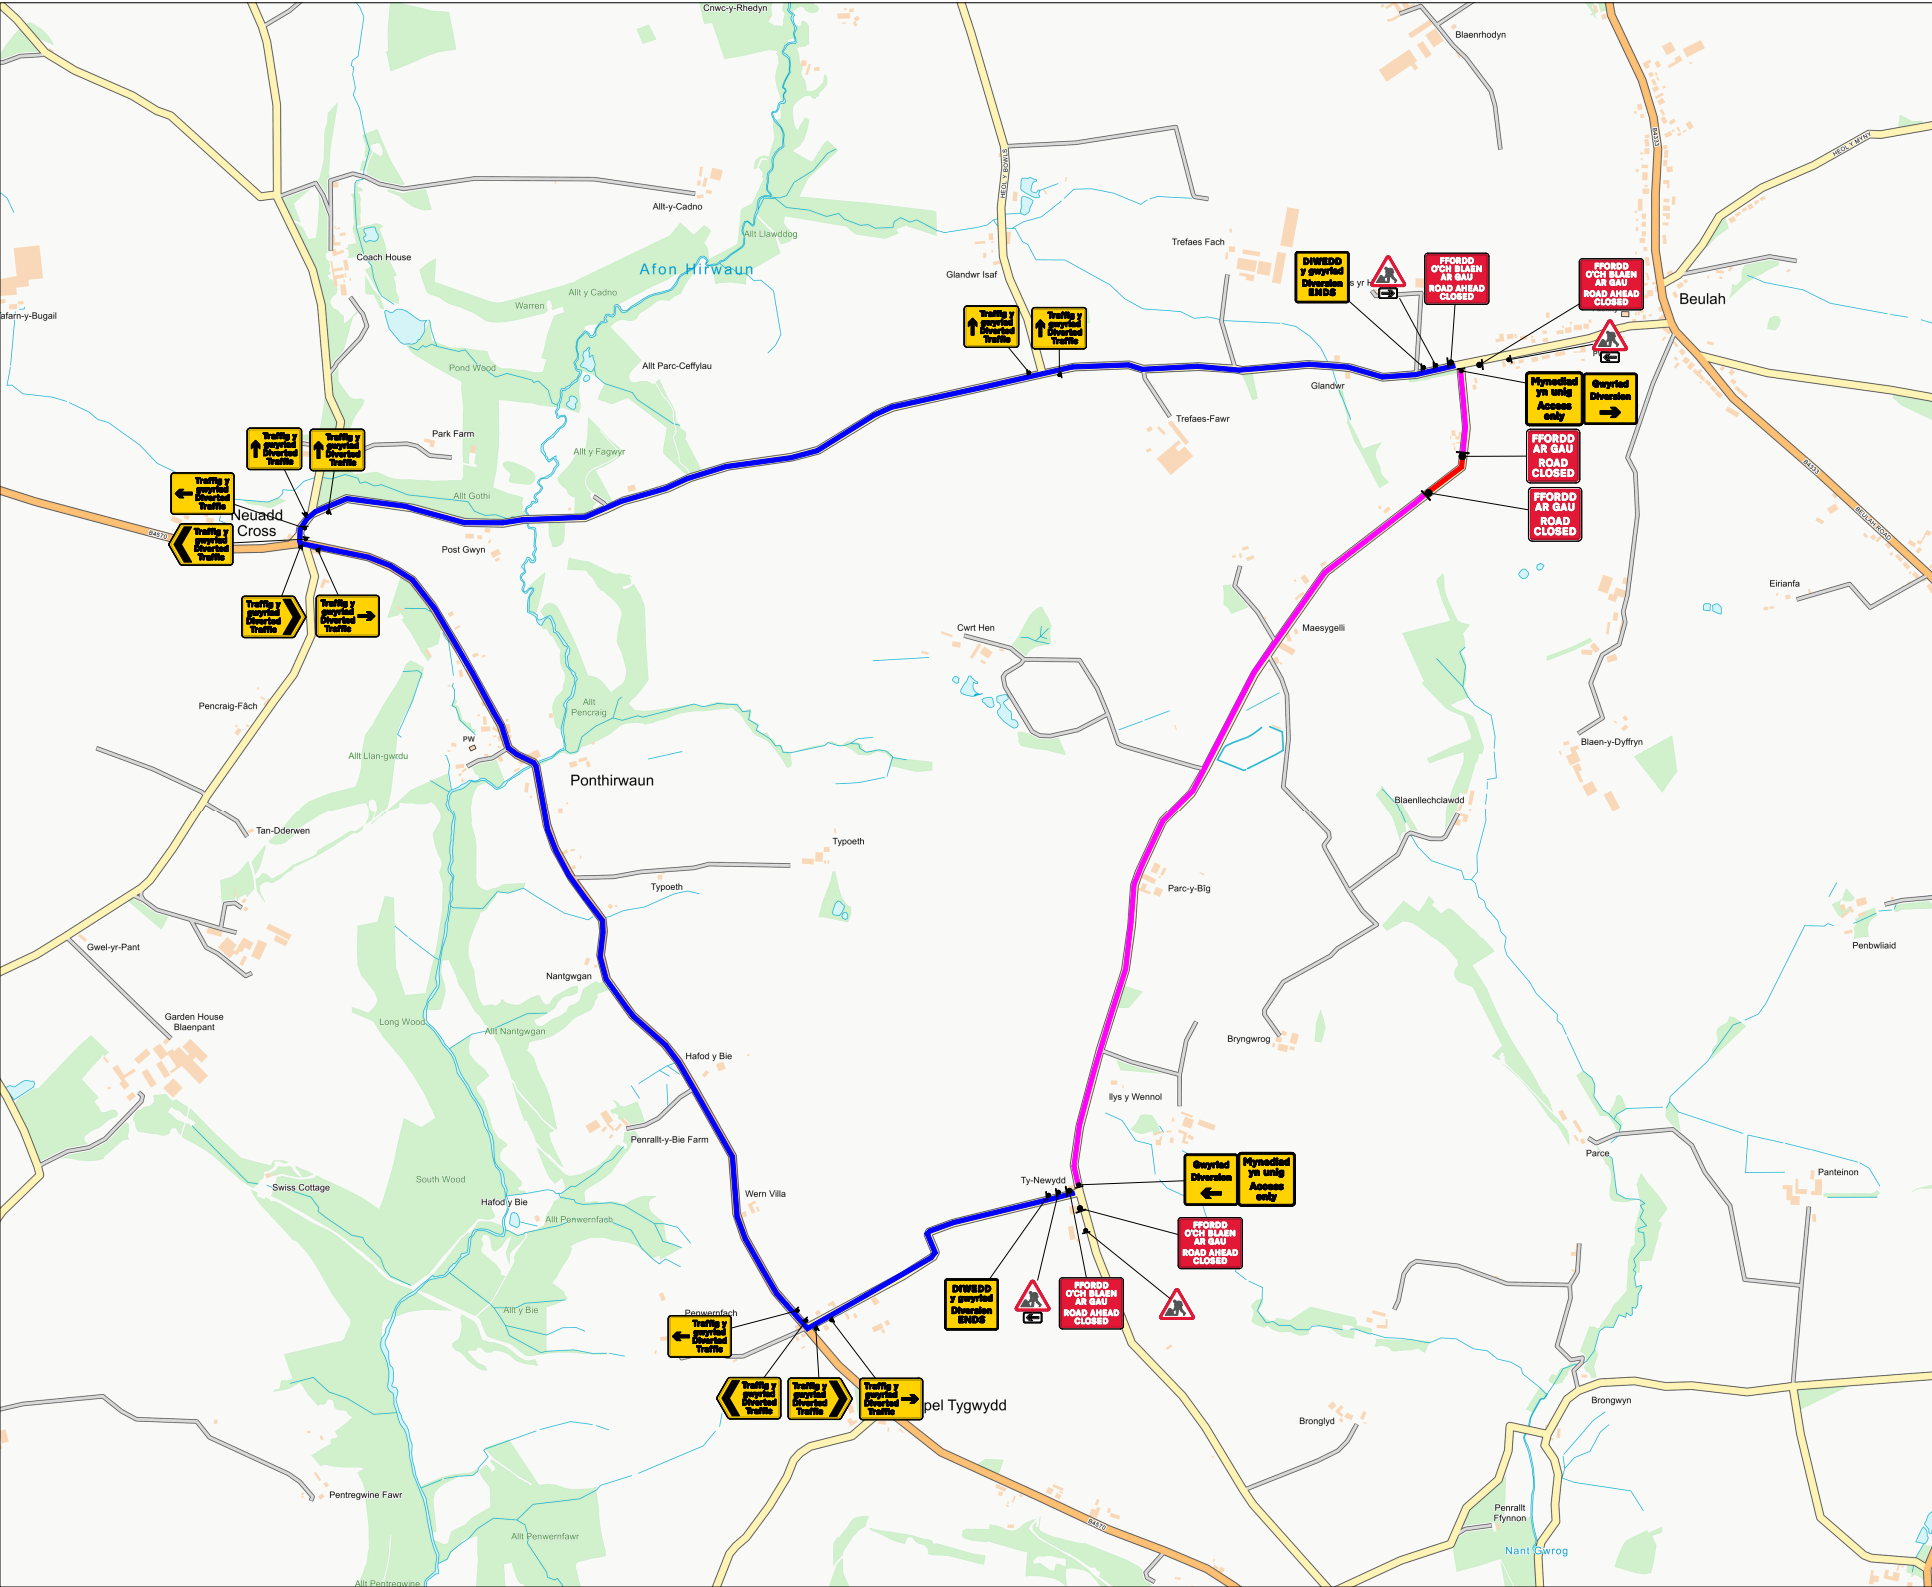 Cnwc-y-Rhedyn
Blaenrhodyn
B4333
HEOL Y MYNY
HEOL Y BOWLS
Allt-y-Cadno
Allt Llawddog
Coach House
Afon Hirwaun
Trefaes Fach
Glandwr Isaf
Allt y Cadno
Warren
afarn-y-Bugail
Beulah
DIWEDD
y gwyriad
Diversion
ENDS
s yr H
FFORDD
O'CH BLAEN
AR GAU
ROAD AHEAD
CLOSED
FFORDD
O'CH BLAEN
AR GAU
ROAD AHEAD
CLOSED
Traffig y
gwyriad
Diverted
Traffic
Traffig y
gwyriad
Diverted
Traffic
Pond Wood
Allt Parc-Ceffylau
Glandwr
Mynediad
yn unig
Access
only
Gwyriad
Diversion
Trefaes-Fawr
Park Farm
Allt y Fagwyr
Traffig y
gwyriad
Diverted
Traffic
Traffig y
gwyriad
Diverted
Traffic
FFORDD
AR GAU
ROAD
CLOSED
FFORDD
AR GAU
ROAD
CLOSED
B4333
BEULAH ROAD
Traffig y
gwyriad
Diverted
Traffic
Allt Gothi
Neuadd
Cross
B4570
Traffig y
gwyriad
Diverted
Traffic
Post Gwyn
Eirianfa
Traffig y
gwyriad
Diverted
Traffic
Traffig y
gwyriad
Diverted
Traffic
Cwrt Hen
Maesygelli
Pencraig-Fâch
Allt
Pencraig
PW
Allt Llan-gwrdu
Blaen-y-Dyffryn
Ponthirwaun
Blaenllechclawdd
Tan-Dderwen
Typoeth
Typoeth
Parc-y-Bîg
Gwel-yr-Pant
Penbwliaid
Nantgwgan
Garden House
Blaenpant
Long Wood
Allt Nantgwgan
Bryngwrog
Hafod y Bie
llys y Wennol
Penrallt-y-Bie Farm
Parce
Panteinon
South Wood
Swiss Cottage
Ty-Newydd
Gwyriad
Diversion
Mynediad
yn unig
Access
only
Wern Villa
Hafod y Bie
Allt Penwernfach
FFORDD
O'CH BLAEN
AR GAU
ROAD AHEAD
CLOSED
DIWEDD
y gwyriad
Diversion
ENDS
FFORDD
O'CH BLAEN
AR GAU
ROAD AHEAD
CLOSED
Allt y Bie
Penwernfach
Traffig y
gwyriad
Diverted
Traffic
Traffig y
gwyriad
Diverted
Traffic
Traffig y
gwyriad
Diverted
Traffic
Traffig y
gwyriad
Diverted
Traffic
pel Tygwydd
Brongwyn
Bronglyd
Pentregwine Fawr
Penrallt
Ffynnon
B4570
Allt Penwernfawr
Nant Gwrog
Allt Pentregwine